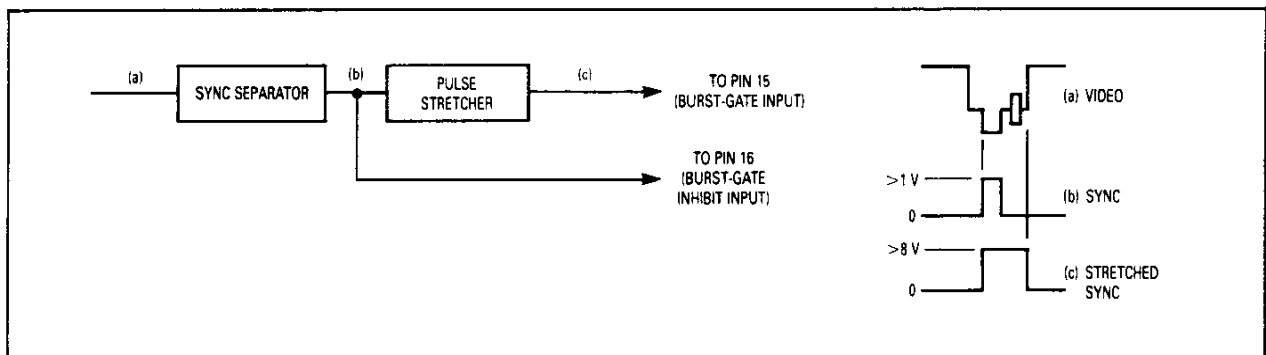 (a)
SYNC SEPARATOR
(b)
PULSE
STRETCHER
(c)
TO PIN 15
(BURST-GATE INPUT)
TO PIN 16
(BURST-GATE
INHIBIT INPUT)
(a) VIDEO
>1 V
0
(b) SYNC
>8 V
0
(c) STRETCHED
SYNC